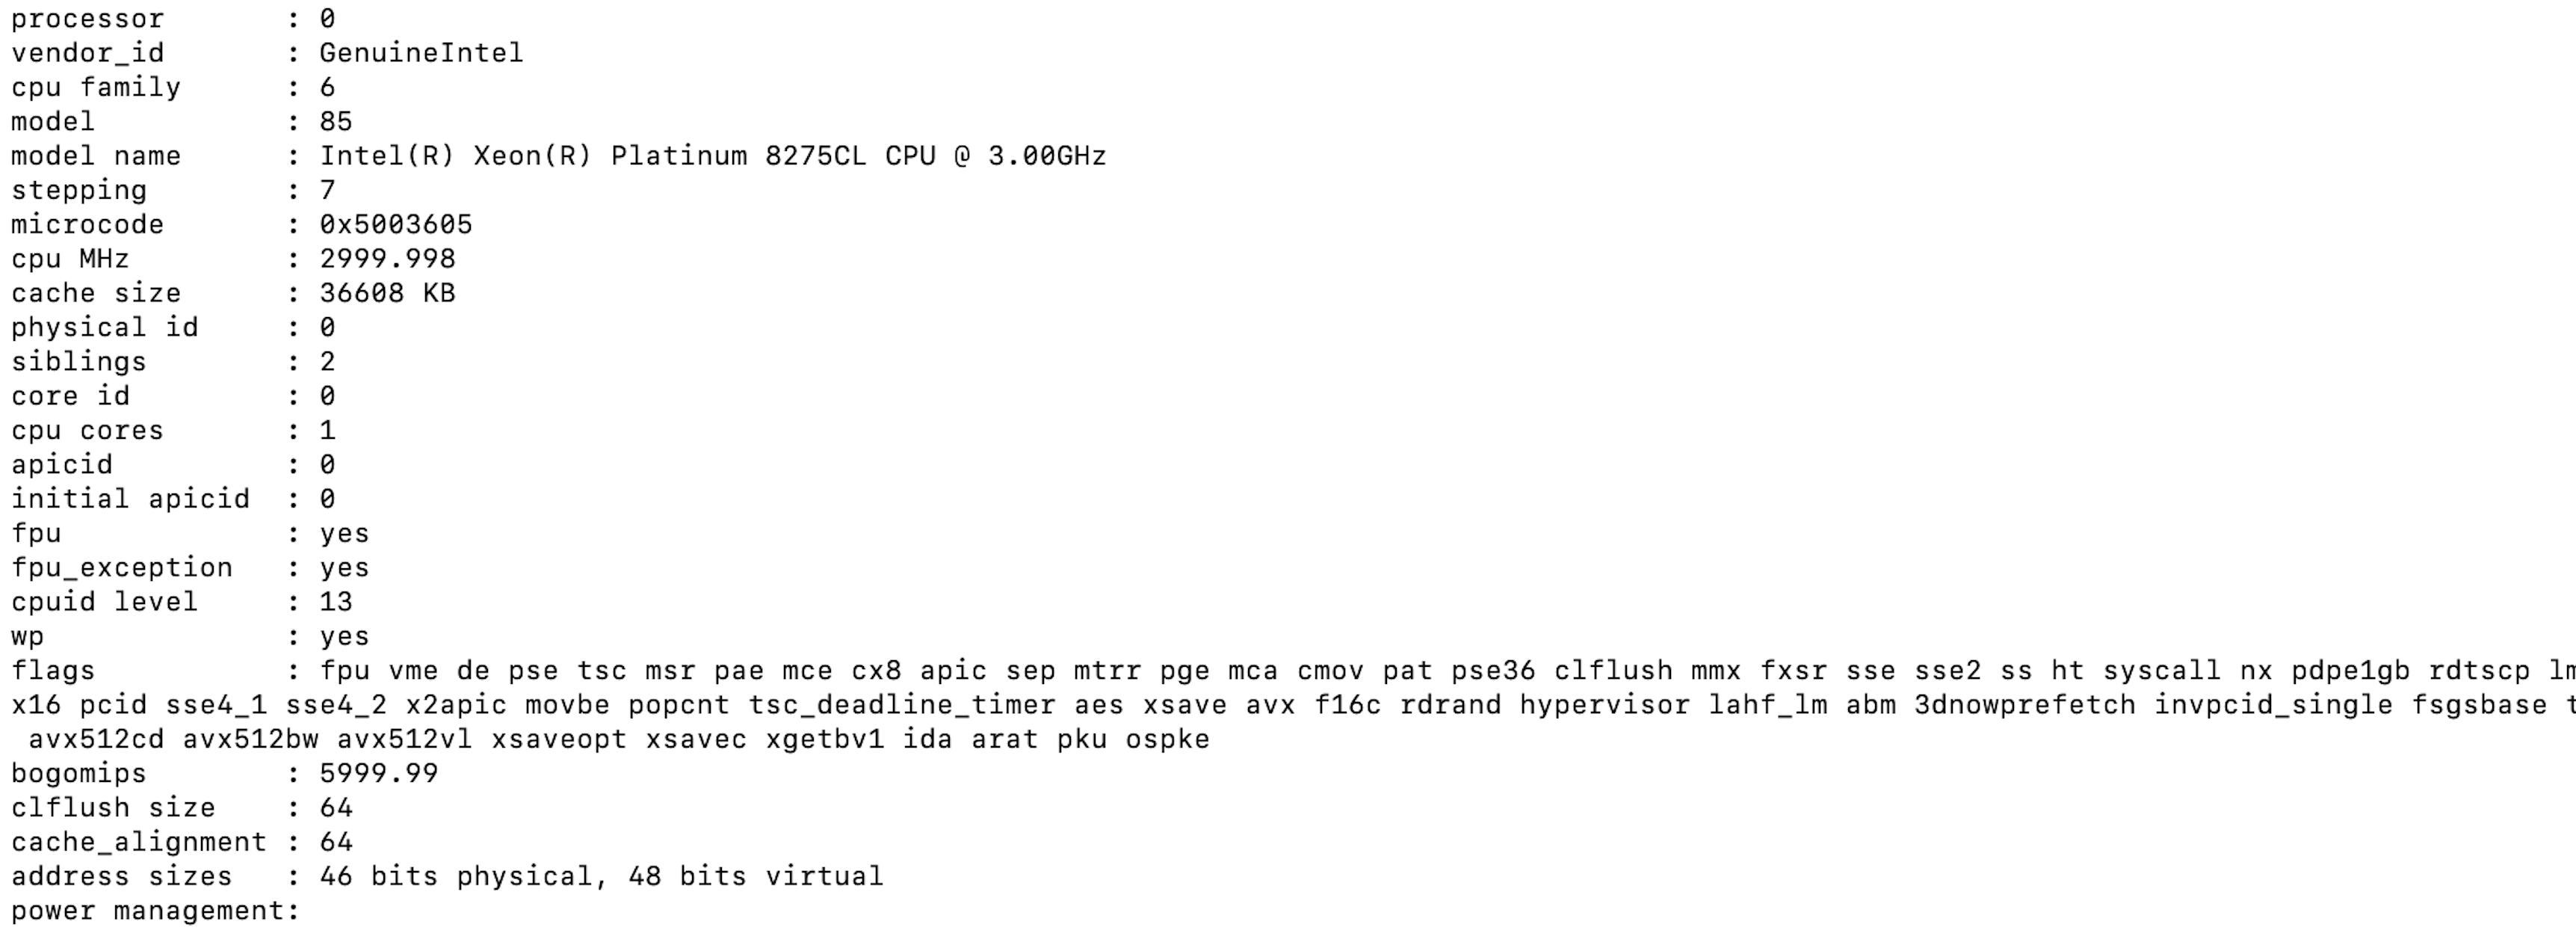 processor       : 0
vendor_id       : GenuineIntel
cpu family      : 6
model           : 85
model name      : Intel(R) Xeon(R) Platinum 8275CL CPU @ 3.00GHz
stepping        : 7
microcode       : 0x5003605
cpu MHz         : 2999.998
cache size      : 36608 KB
physical id     : 0
siblings        : 2
core id         : 0
cpu cores       : 1
apicid          : 0
initial apicid  : 0
fpu             : yes
fpu_exception   : yes
cpuid level     : 13
wp              : yes
flags           : fpu vme de pse tsc msr pae mce cx8 apic sep mtrr pge mca cmov pat pse36 clflush mmx fxsr sse sse2 ss ht syscall nx pdpe1gb rdtscp
x16 pcid sse4_1 sse4_2 x2apic movbe popcnt tsc_deadline_timer aes xsave avx f16c rdrand hypervisor lahf_lm abm 3dnowprefetch invpcid_single fsgsbase
 avx512cd avx512bw avx512vl xsaveopt xsavec xgetbv1 ida arat pku ospke
bogomips        : 5999.99
clflush size    : 64
cache_alignment : 64
address sizes   : 46 bits physical, 48 bits virtual
power management: